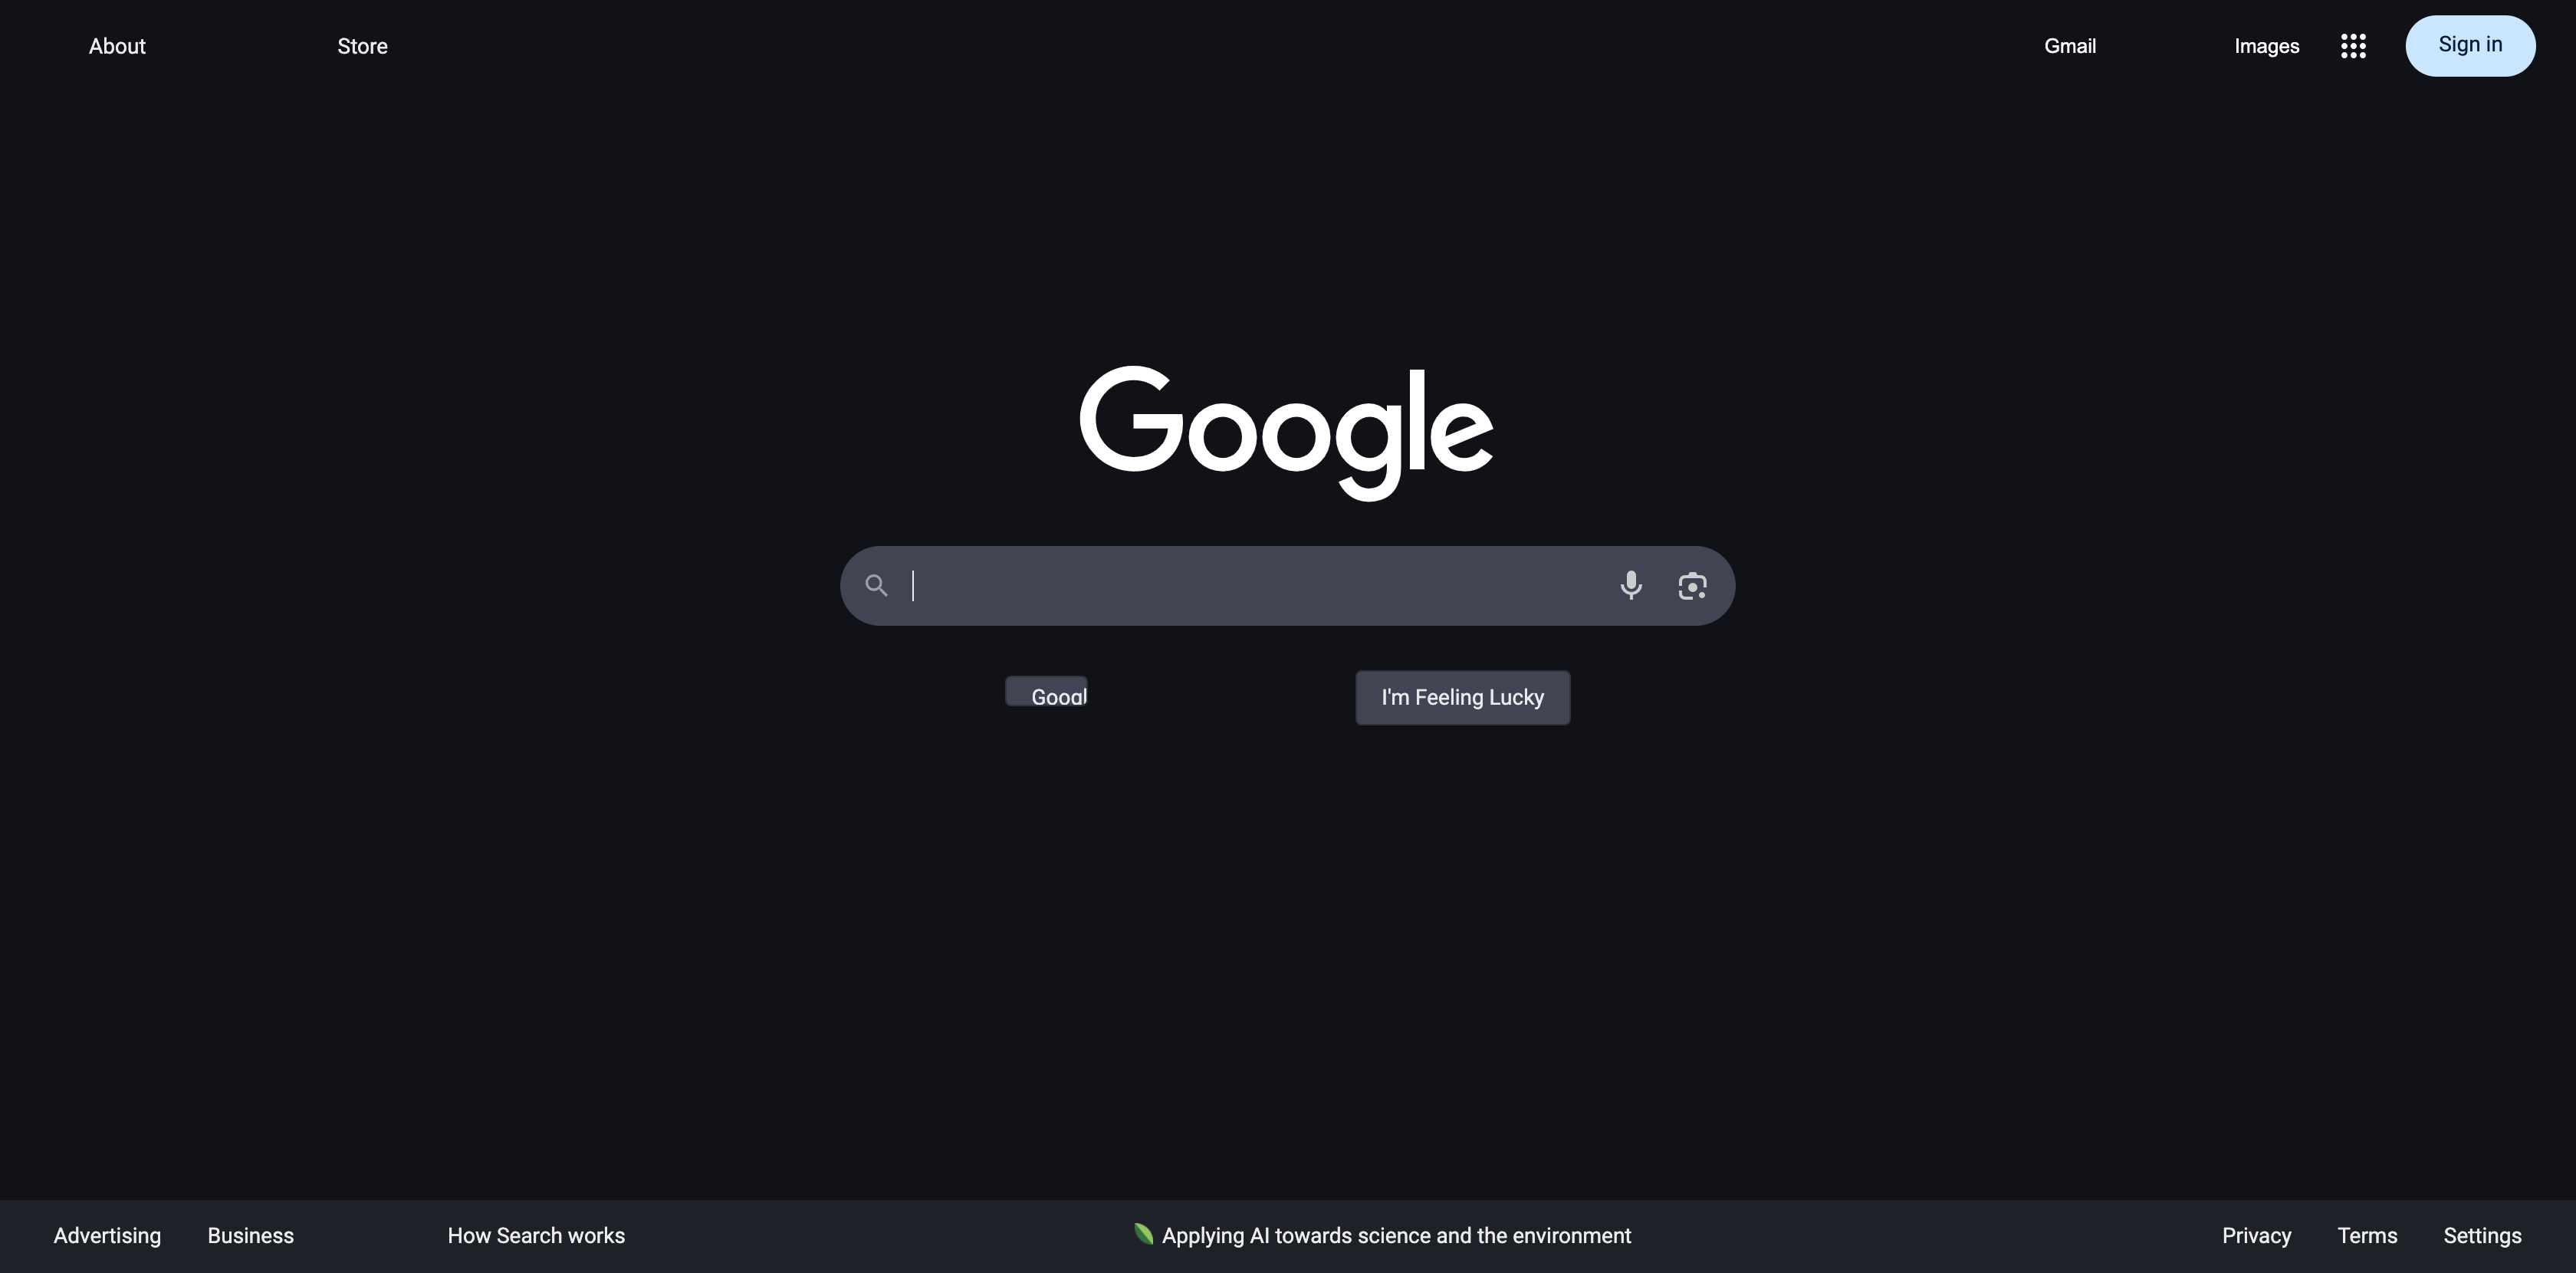 About Store Gmail Images Sign in
Google
Googl I'm Feeling Lucky
Advertising Business How Search works Applying AI towards science and the environment Privacy Terms Settings